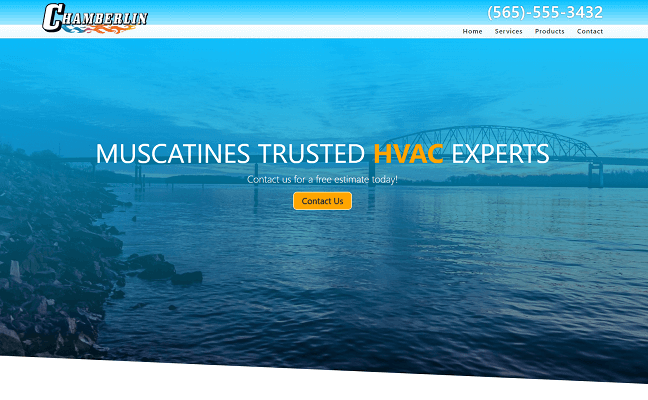 CHAMBERLIN
(565)-555-3432
Home Services Products Contact
MUSCATINES TRUSTED HVAC EXPERTS
Contact us for a free estimate today!
Contact Us